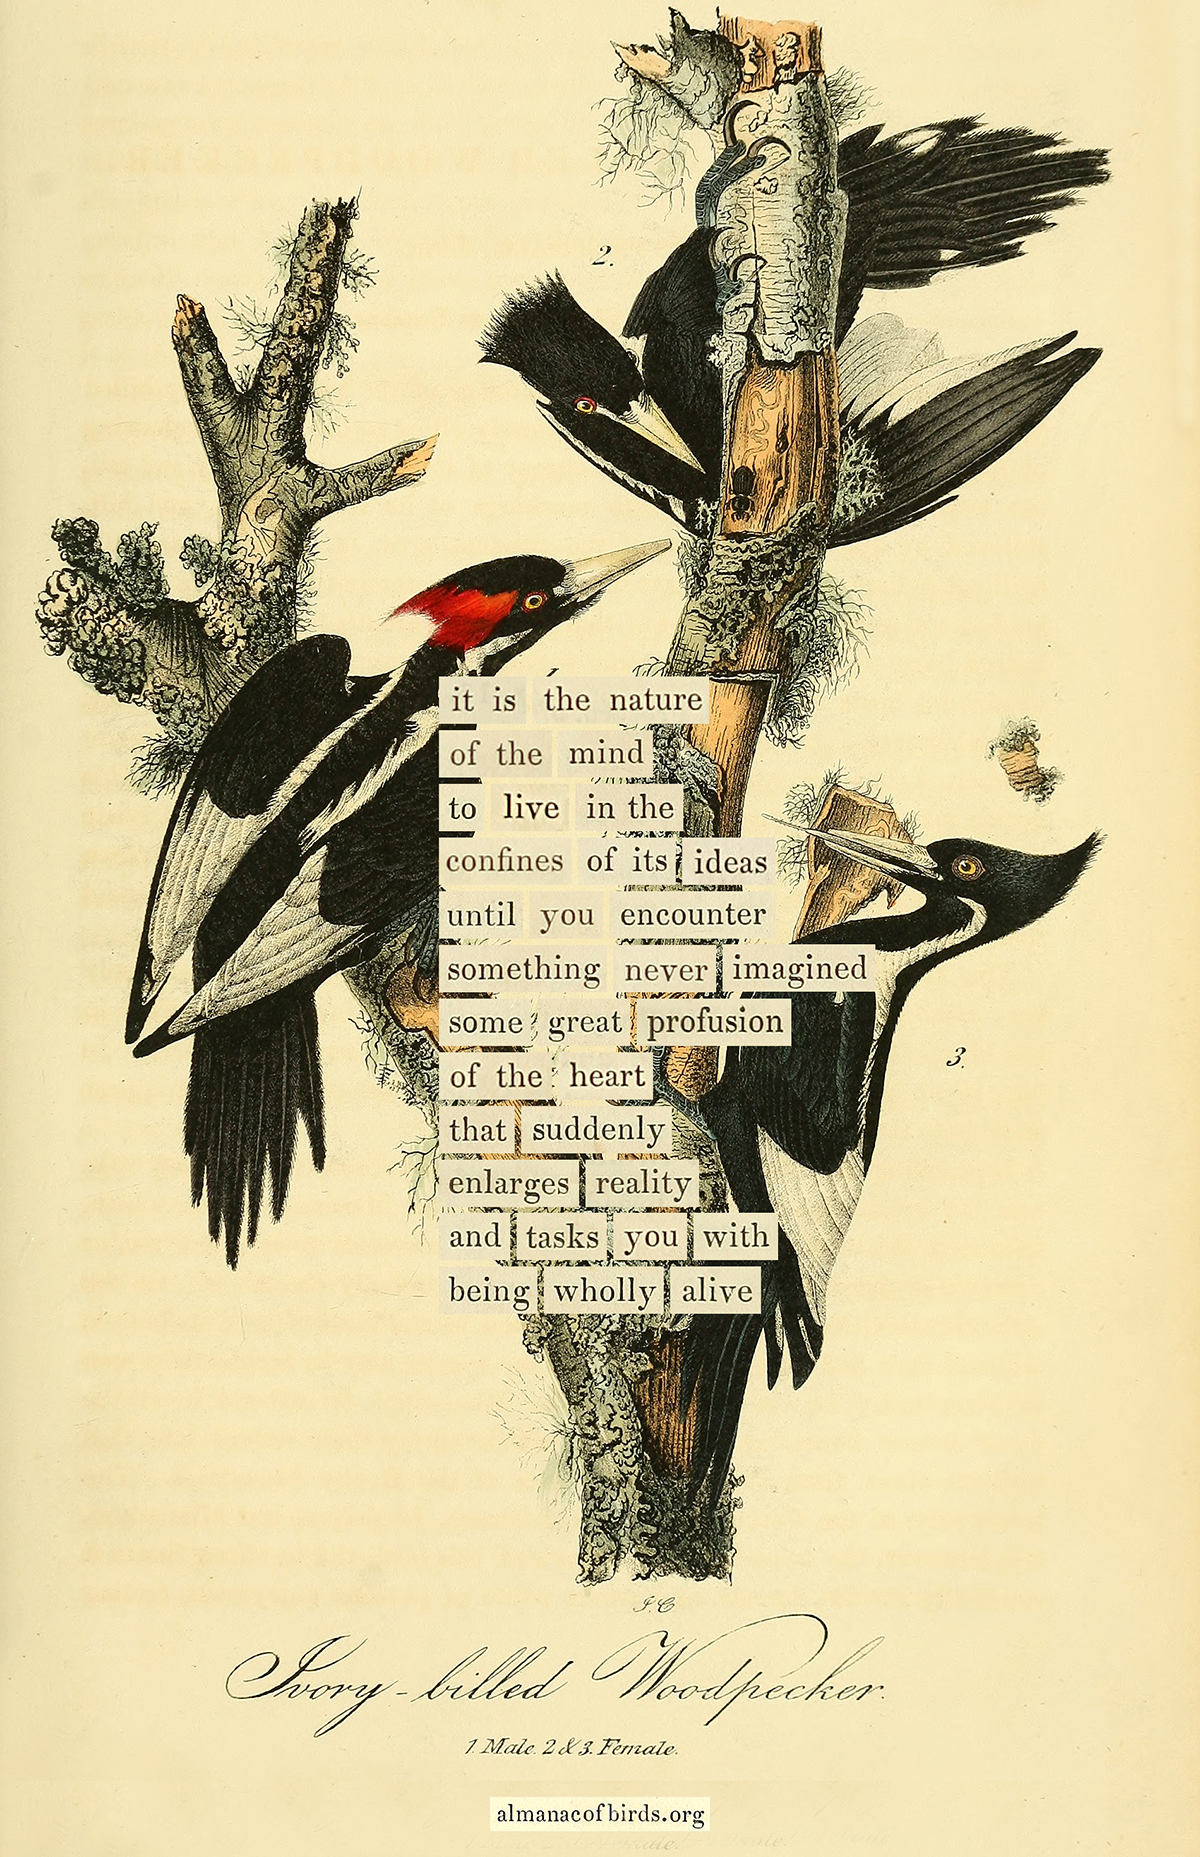 2.
1
it is the nature
of the mind
to live in the
confines of its ideas
until you encounter
something never imagined
some great profusion
of the heart
that suddenly
enlarges reality
and tasks you with
being wholly alive
3.
J.C
Ivory-billed Woodpecker.
1. Male. 2 & 3. Female.
almanacofbirds.org